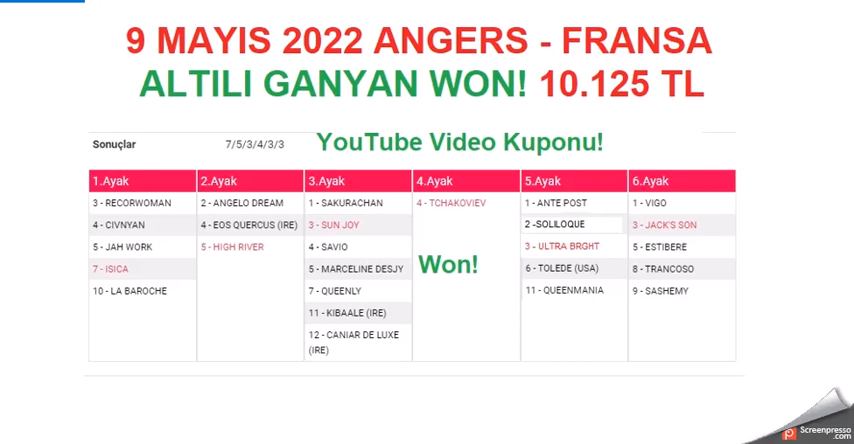 9 MAYIS 2022 ANGERS - FRANSA
ALTILI GANYAN WON! 10.125 TL
Sonuçlar 7/5/3/4/3/3 YouTube Video Kuponu!
1.Ayak 2.Ayak 3.Ayak 4.Ayak 5.Ayak 6.Ayak
3 - RECORWOMAN 2 - ANGELO DREAM 1 - SAKURACHAN 4 - TCHAKOVIEV 1 - ANTE POST 1 - VIGO
4 - CIVNYAN 4 - EOS QUERCUS (IRE) 3 - SUN JOY 2 -SOLILOQUE 3 - JACK'S SON
5 - JAH WORK 5 - HIGH RIVER 4 - SAVIO 3 - ULTRA BRGHT 5 - ESTIBERE
7 - ISICA 5 - MARCELINE DESJY Won! 6 - TOLEDE (USA) 8 - TRANCOSO
10 - LA BAROCHE 7 - QUEENLY 11 - QUEENMANIA 9 - SASHEMY
11 - KIBAALE (IRE)
12 - CANIAR DE LUXE
(IRE)
Screenpresso
.com